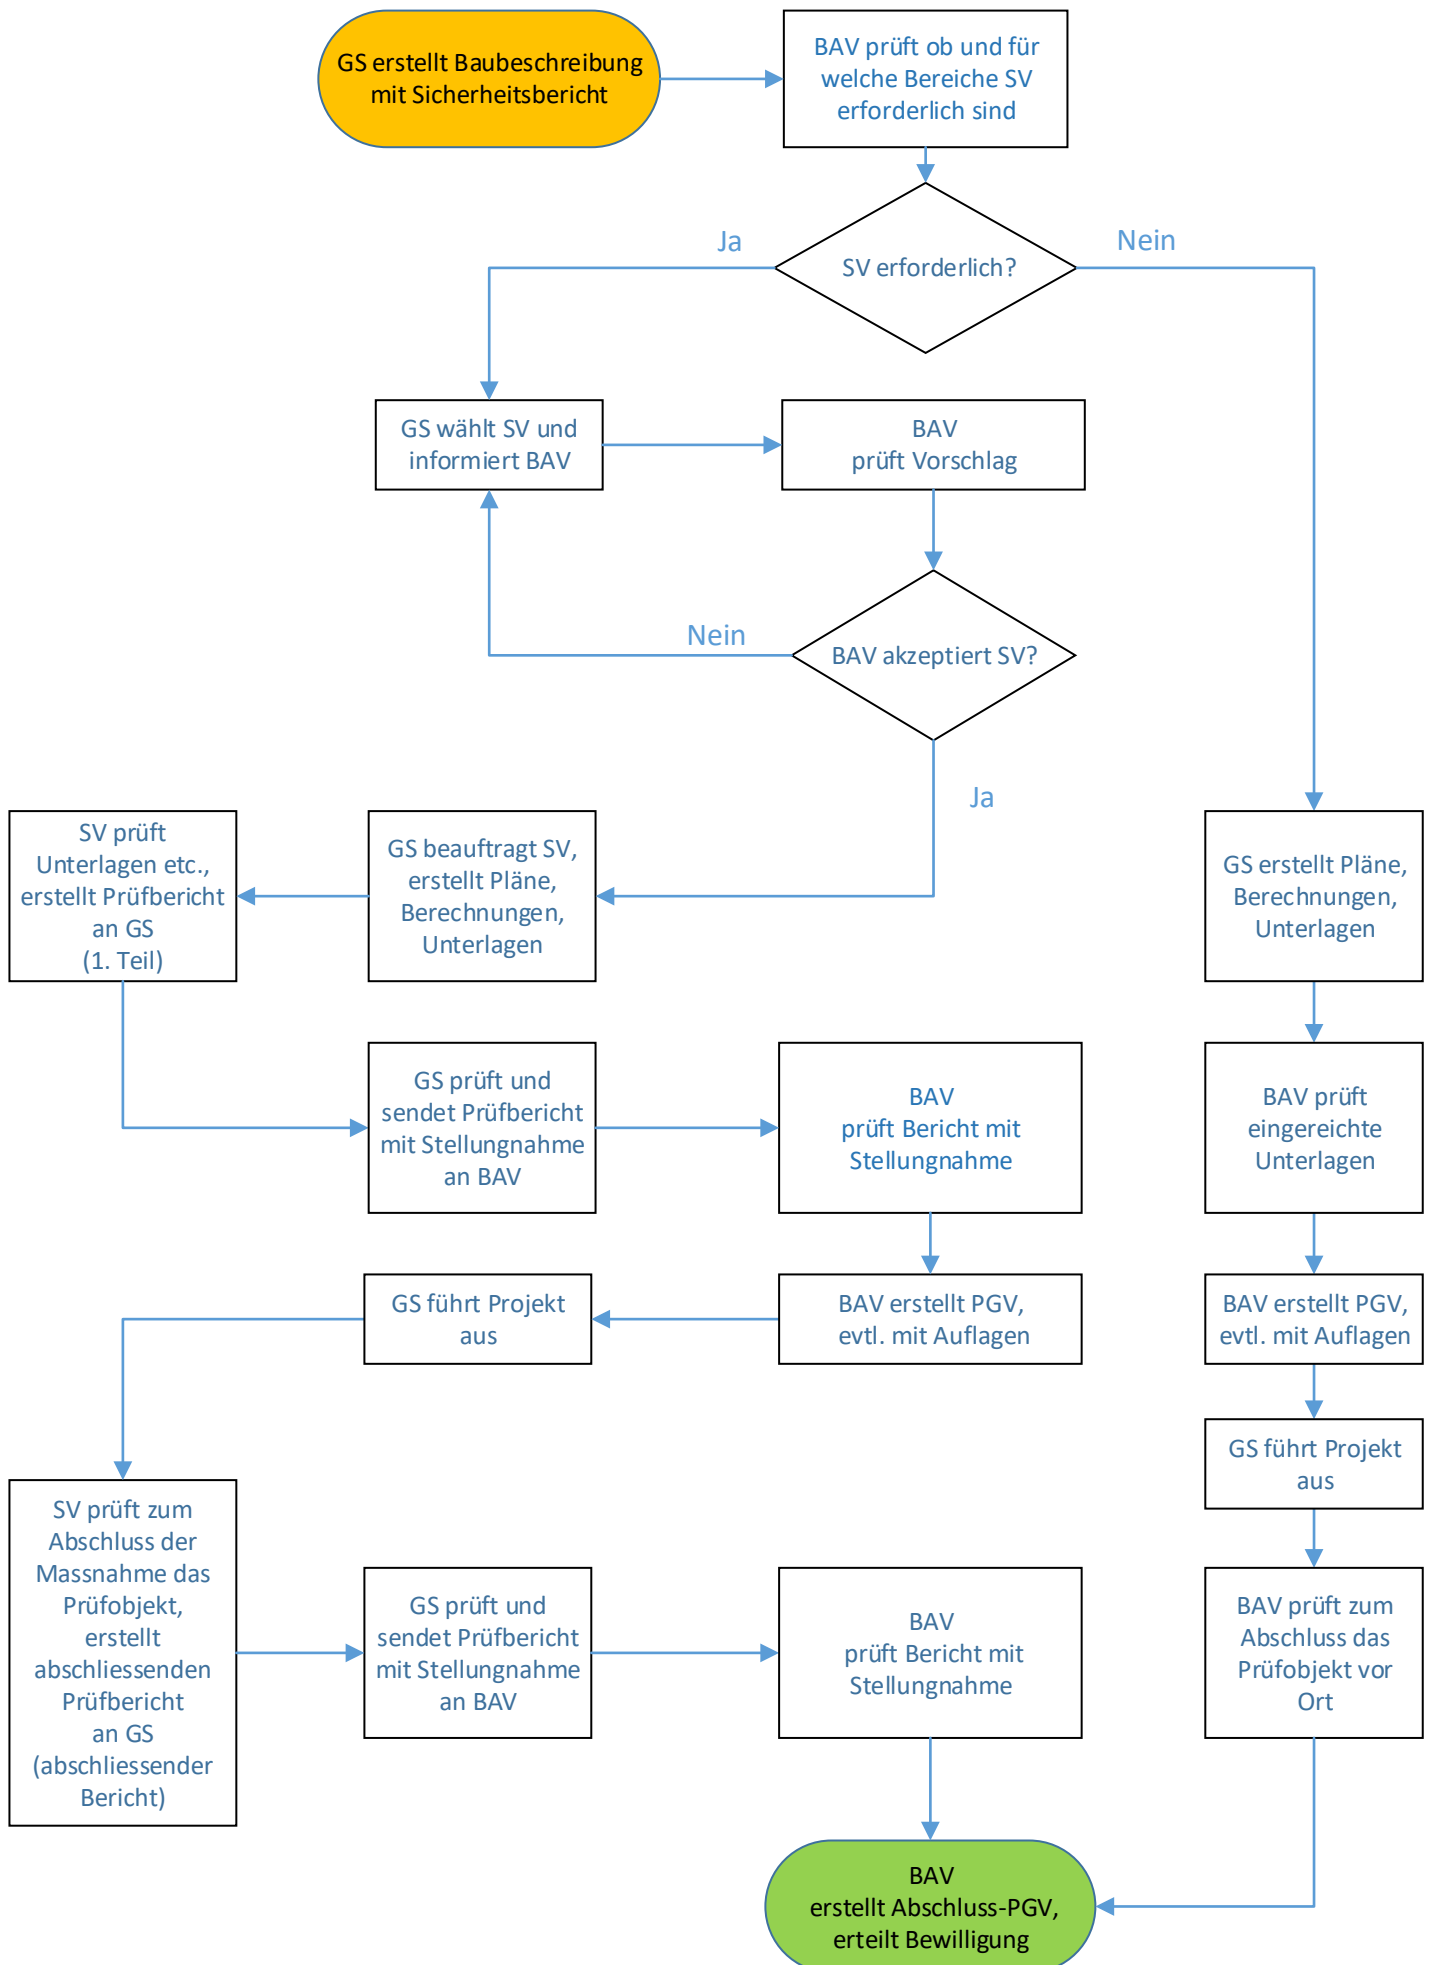 GS erstellt Baubeschreibung
mit Sicherheitsbericht
BAV prüft ob und für
welche Bereiche SV
erforderlich sind
Ja
SV erforderlich?
Nein
GS wählt SV und
informiert BAV
BAV
prüft Vorschlag
Nein
BAV akzeptiert SV?
Ja
SV prüft
Unterlagen etc.,
erstellt Prüfbericht
an GS
(1. Teil)
GS beauftragt SV,
erstellt Pläne,
Berechnungen,
Unterlagen
GS erstellt Pläne,
Berechnungen,
Unterlagen
GS prüft und
sendet Prüfbericht
mit Stellungnahme
an BAV
BAV
prüft Bericht mit
Stellungnahme
BAV prüft
eingereichte
Unterlagen
GS führt Projekt
aus
BAV erstellt PGV,
evtl. mit Auflagen
BAV erstellt PGV,
evtl. mit Auflagen
GS führt Projekt
aus
SV prüft zum
Abschluss der
Massnahme das
Prüfobjekt,
erstellt
abschliessenden
Prüfbericht
an GS
(abschliessender
Bericht)
GS prüft und
sendet Prüfbericht
mit Stellungnahme
an BAV
BAV
prüft Bericht mit
Stellungnahme
BAV prüft zum
Abschluss das
Prüfobjekt vor
Ort
BAV
erstellt Abschluss-PGV,
erteilt Bewilligung